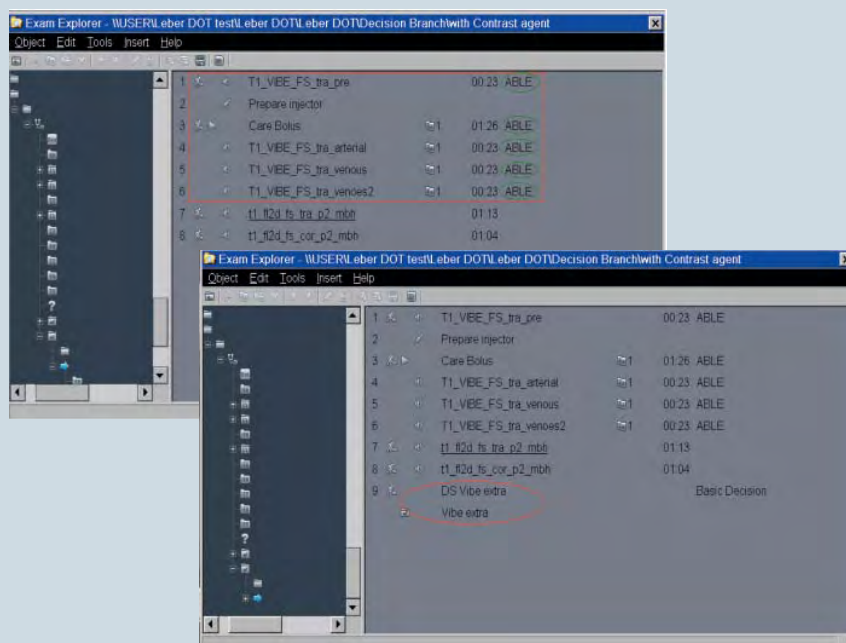 Exam Explorer - \\USER\Leber DOT test\Leber DOT\Leber DOT\Decision Branch\with Contrast agent
Object Edit Tools Insert Help
1 T1_VIBE_FS_tra_pre 00:23 ABLE
2 Prepare injector
3 Care Bolus 1 01:26 ABLE
4 T1_VIBE_FS_tra_arterial 1 00:23 ABLE
5 T1_VIBE_FS_tra_venous 1 00:23 ABLE
6 T1_VIBE_FS_tra_venoes2 1 00:23 ABLE
7 t1_fl2d_fs_tra_p2_mbh 01:13
8 t1_fl2d_fs_cor_p2_mbh 01:04
?
Exam Explorer - \\USER\Leber DOT test\Leber DOT\Leber DOT\Decision Branch\with Contrast agent
Object Edit Tools Insert Help
1 T1_VIBE_FS_tra_pre 00:23 ABLE
2 Prepare injector
3 Care Bolus 1 01:26 ABLE
4 T1_VIBE_FS_tra_arterial 1 00:23 ABLE
5 T1_VIBE_FS_tra_venous 1 00:23 ABLE
6 T1_VIBE_FS_tra_venoes2 1 00:23 ABLE
7 t1_fl2d_fs_tra_p2_mbh 01:13
8 t1_fl2d_fs_cor_p2_mbh 01:04
9 DS Vibe extra Basic Decision
Vibe extra
?